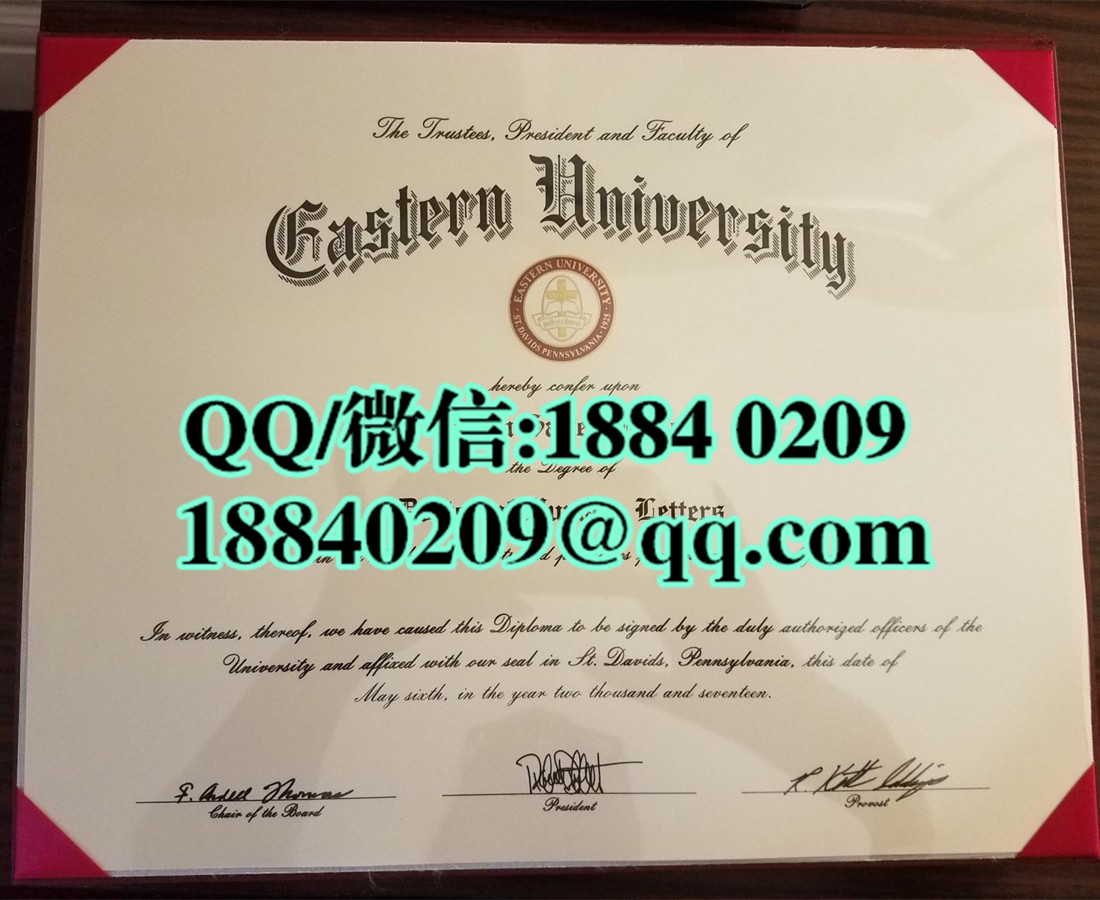 The Trustees, President and Faculty of
Eastern University
EASTERN UNIVERSITY
ST. DAVIDS PENNSYLVANIA · 1925
hereby confer upon
QQ/微信:1884 0209
the Degree of
Letters
18840209@qq.com
In witness, thereof, we have caused this Diploma to be signed by the duly authorized officers of the
University and affixed with our seal in St. Davids, Pennsylvania, this date of
May sixth, in the year two thousand and seventeen.
Chair of the Board
President
Provost